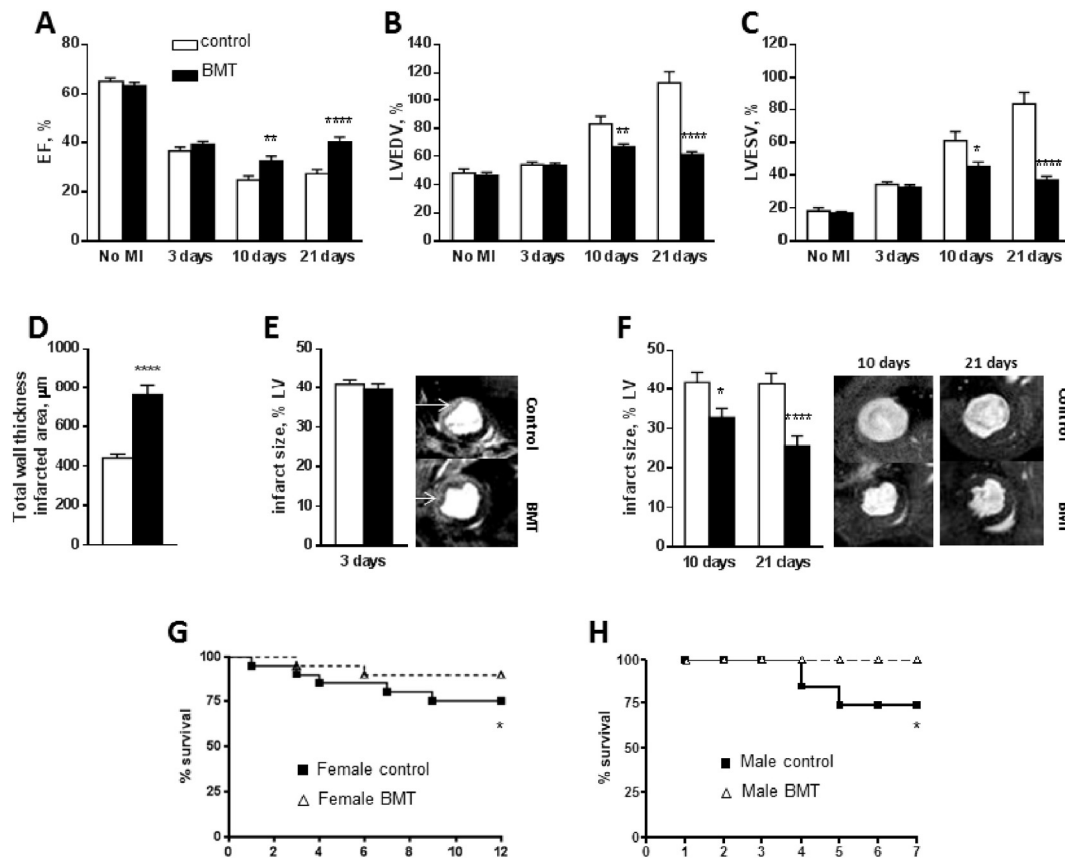 A
B
C
control
BMT
EF, %
80
60
40
20
0
No MI
3 days
10 days
21 days
**
****
LVEDV, %
140
120
100
80
60
40
20
0
No MI
3 days
10 days
21 days
**
****
LVESV, %
120
100
80
60
40
20
0
No MI
3 days
10 days
21 days
*
****
D
E
F
Total wall thickness
infarcted area, µm
1000
800
600
400
200
0
****
infarct size, % LV
50
40
30
20
10
0
3 days
Control
BMT
infarct size, % LV
50
40
30
20
10
0
10 days
21 days
*
****
10 days
21 days
Control
BMT
G
H
% survival
100
75
50
25
0
0
2
4
6
8
10
12
*
Female control
Female BMT
% survival
100
75
50
25
0
0
1
2
3
4
5
6
7
*
Male control
Male BMT